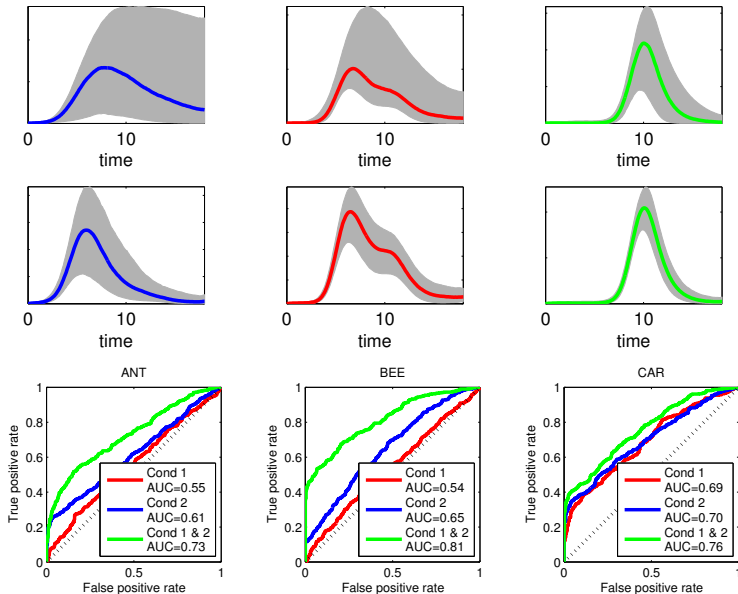 0 10
time
0 10
time
0 10
time
0 10
time
0 10
time
0 10
time
ANT
True positive rate
1
0.8
0.6
0.4
0.2
0
0.5 1
False positive rate
Cond 1
AUC=0.55
Cond 2
AUC=0.61
Cond 1 & 2
AUC=0.73
BEE
True positive rate
1
0.8
0.6
0.4
0.2
0
0.5 1
False positive rate
Cond 1
AUC=0.54
Cond 2
AUC=0.65
Cond 1 & 2
AUC=0.81
CAR
True positive rate
1
0.8
0.6
0.4
0.2
0
0.5 1
False positive rate
Cond 1
AUC=0.69
Cond 2
AUC=0.70
Cond 1 & 2
AUC=0.76